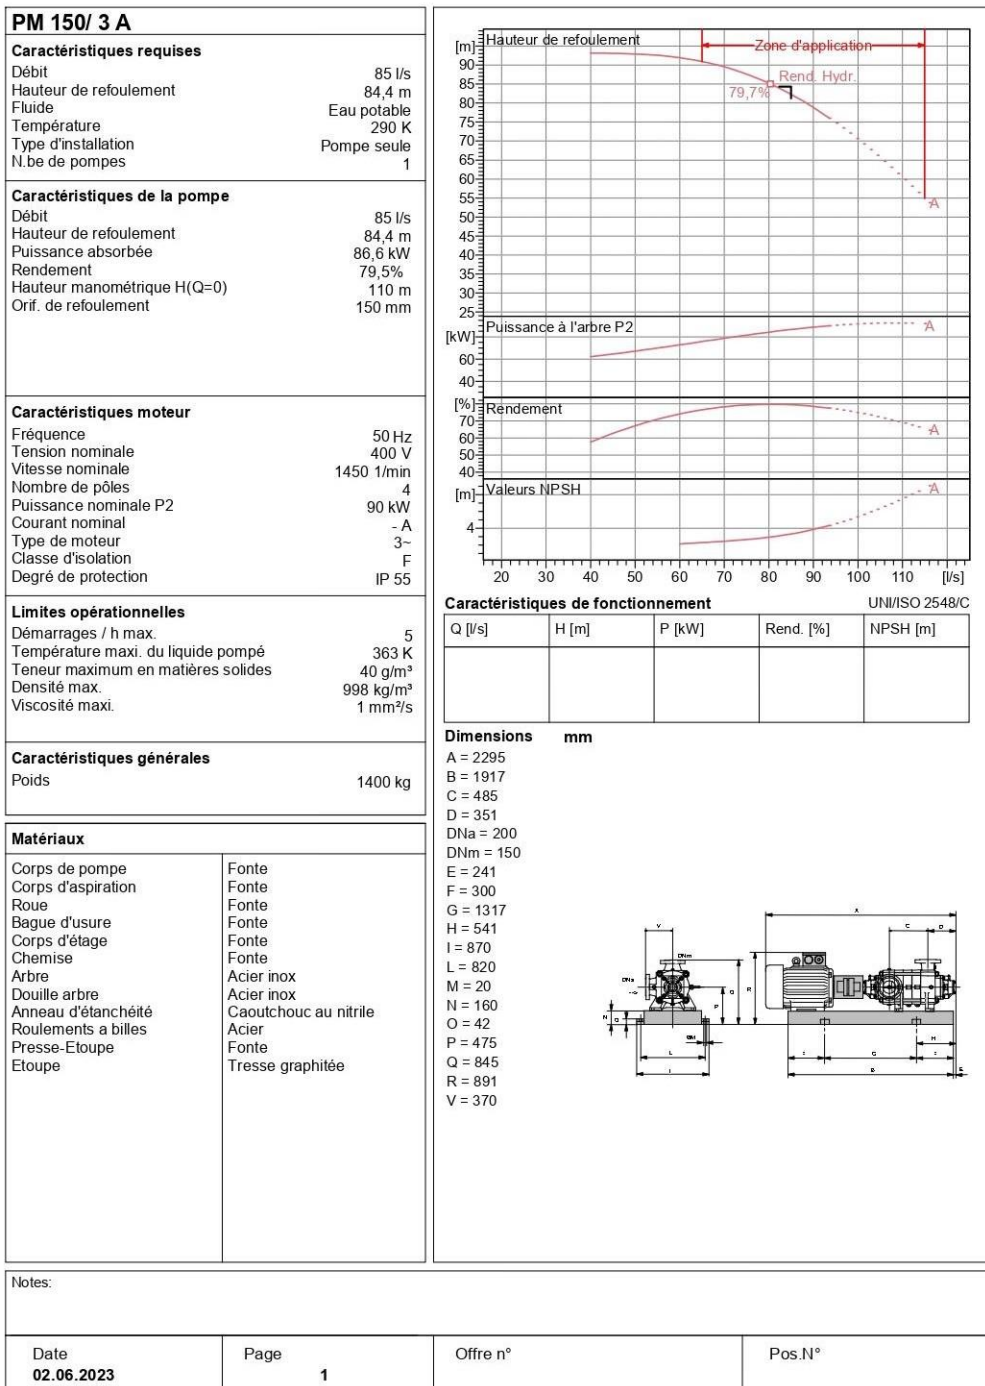 PM 150/ 3 A
Caractéristiques requises
Débit 85 l/s
Hauteur de refoulement 84,4 m
Fluide Eau potable
Température 290 K
Type d'installation Pompe seule
N.be de pompes 1
Caractéristiques de la pompe
Débit 85 l/s
Hauteur de refoulement 84,4 m
Puissance absorbée 86,6 kW
Rendement 79,5%
Hauteur manométrique H(Q=0) 110 m
Orif. de refoulement 150 mm
Caractéristiques moteur
Fréquence 50 Hz
Tension nominale 400 V
Vitesse nominale 1450 1/min
Nombre de pôles 4
Puissance nominale P2 90 kW
Courant nominal - A
Type de moteur 3~
Classe d'isolation F
Degré de protection IP 55
Limites opérationnelles
Démarrages / h max. 5
Température maxi. du liquide pompé 363 K
Teneur maximum en matières solides 40 g/m³
Densité max. 998 kg/m³
Viscosité maxi. 1 mm²/s
Caractéristiques générales
Poids 1400 kg
Matériaux
Corps de pompe Fonte
Corps d'aspiration Fonte
Roue Fonte
Bague d'usure Fonte
Corps d'étage Fonte
Chemise Fonte
Arbre Acier inox
Douille arbre Acier inox
Anneau d'étanchéité Caoutchouc au nitrile
Roulements a billes Acier
Presse-Etoupe Fonte
Etoupe Tresse graphitée
[m] Hauteur de refoulement
Zone d'application
Rend. Hydr.
79,7%
90
85
80
75
70
65
60
55
50
45
40
35
30
25
A
[kW] Puissance à l'arbre P2
60
40
A
[%] Rendement
70
60
50
40
A
[m] Valeurs NPSH
4
A
20 30 40 50 60 70 80 90 100 110 [l/s]
Caractéristiques de fonctionnement UNI/ISO 2548/C
Q [l/s] H [m] P [kW] Rend. [%] NPSH [m]
Dimensions mm
A = 2295
B = 1917
C = 485
D = 351
DNa = 200
DNm = 150
E = 241
F = 300
G = 1317
H = 541
I = 870
L = 820
M = 20
N = 160
O = 42
P = 475
Q = 845
R = 891
V = 370
A
V
C
D
DNm
DNa
R
P
N
H
L
G
I
B
E
Notes:
Date Page Offre n° Pos.N°
02.06.2023 1